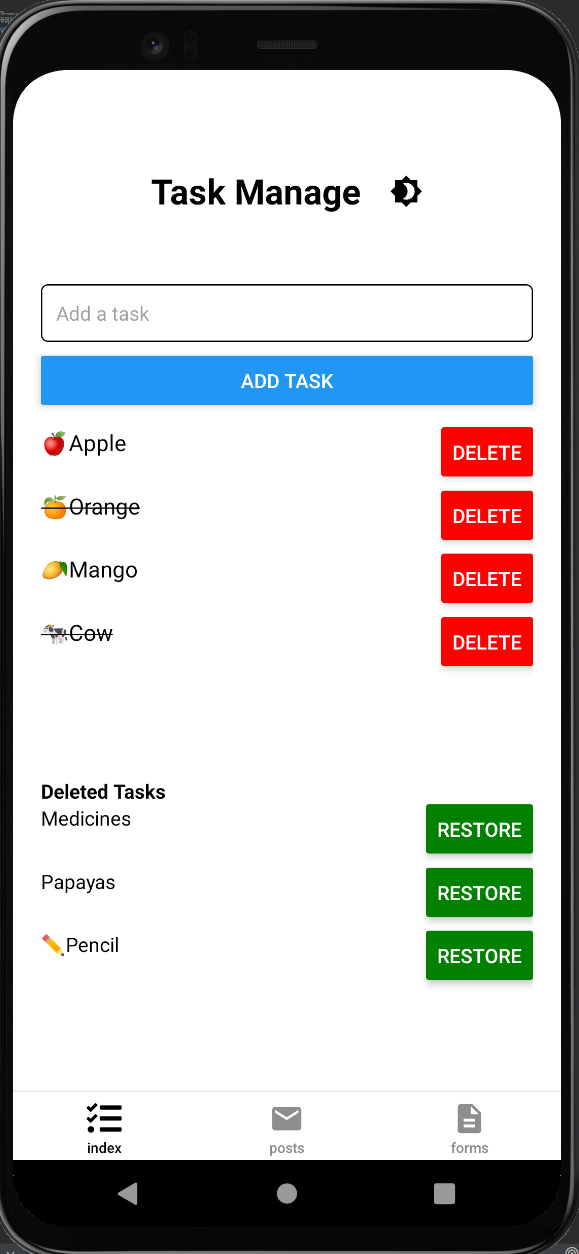 Task Manage
Add a task
ADD TASK
🍎Apple DELETE
🍊Orange DELETE
🥭Mango DELETE
🐄Cow DELETE
Deleted Tasks
Medicines RESTORE
Papayas RESTORE
✏️Pencil RESTORE
index posts forms